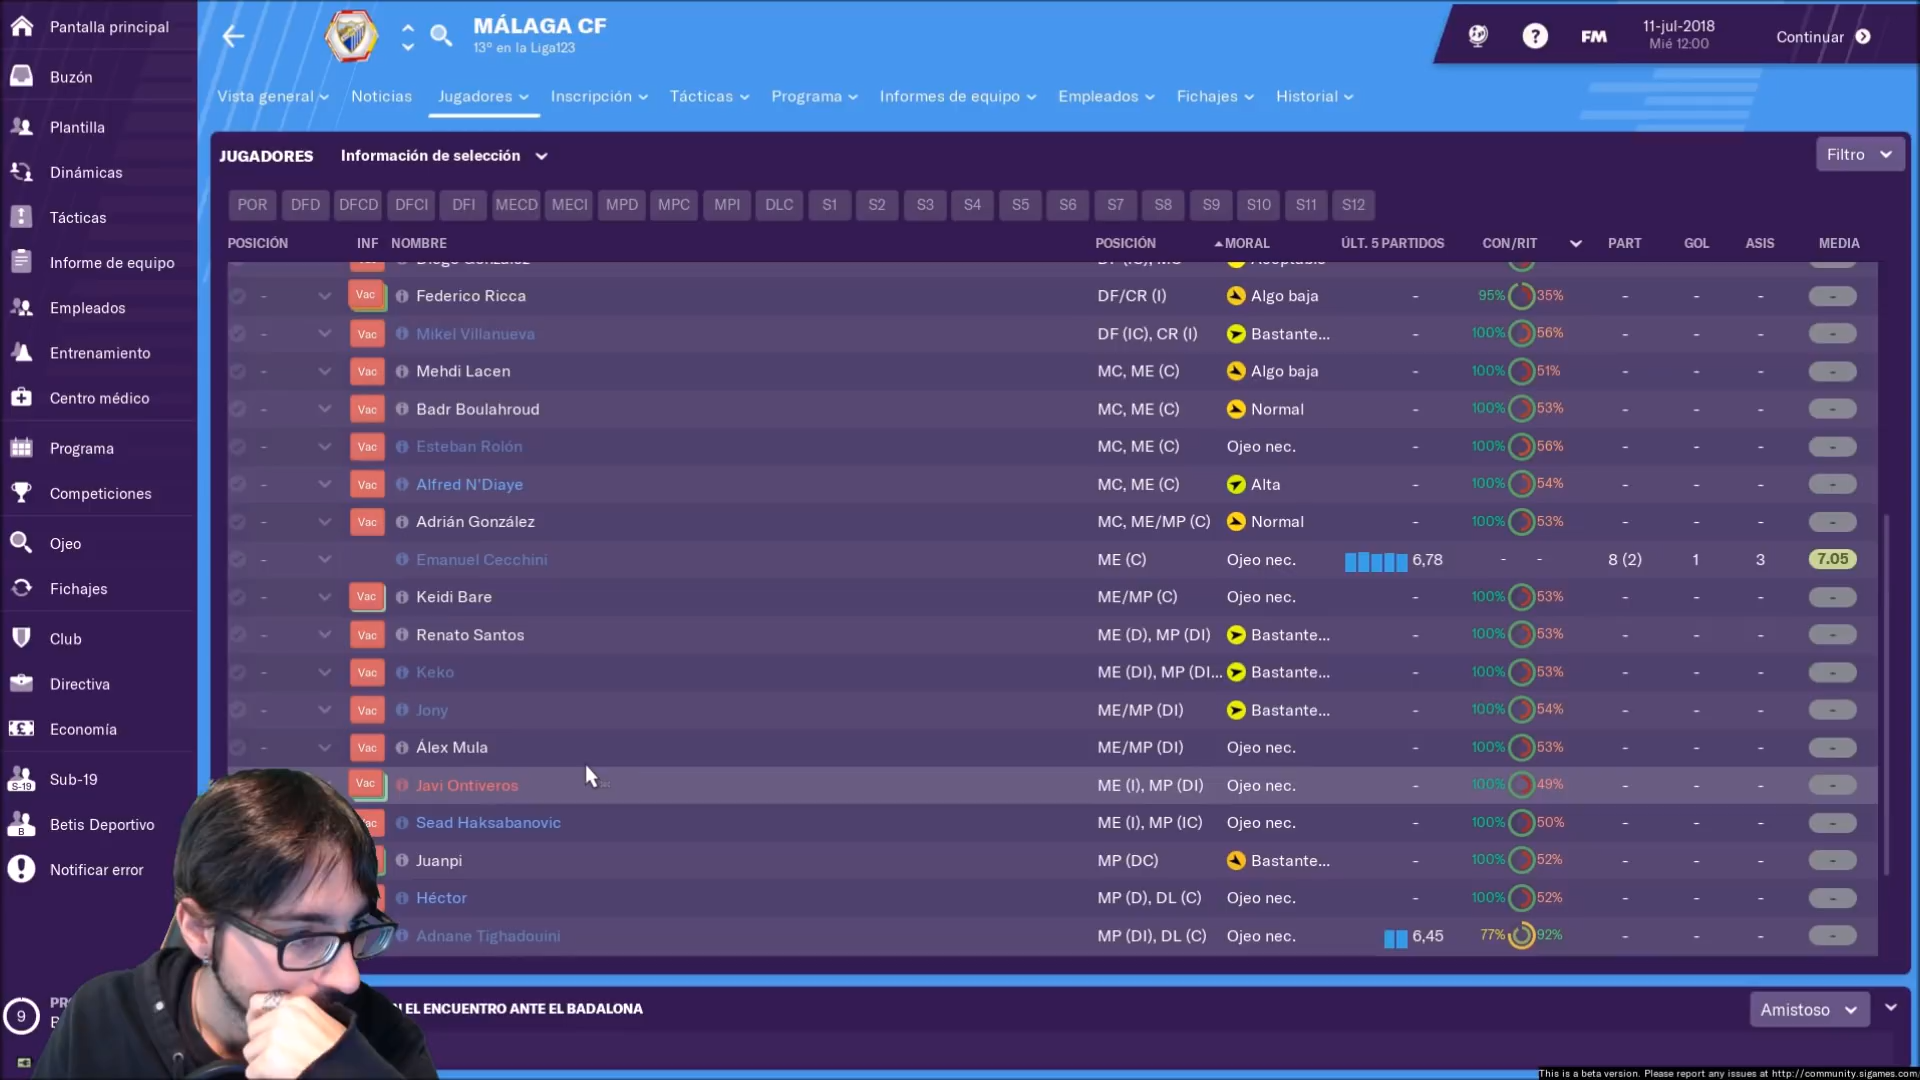 Pantalla principal
Buzón
Plantilla
Dinámicas
Tácticas
Informe de equipo
Empleados
Entrenamiento
Centro médico
Programa
Competiciones
Ojeo
Fichajes
Club
Directiva
Economía
Sub-19
S-19
Betis Deportivo
B
Notificar error
9
MÁLAGA CF
13º en la Liga123
FM
11-jul-2018
Mié 12:00
Continuar
Vista general Noticias Jugadores Inscripción Tácticas Programa Informes de equipo Empleados Fichajes Historial
JUGADORES Información de selección Filtro
POR DFD DFCD DFCI DFI MECD MECI MPD MPC MPI DLC S1 S2 S3 S4 S5 S6 S7 S8 S9 S10 S11 S12
POSICIÓN INF NOMBRE POSICIÓN MORAL ÚLT. 5 PARTIDOS CON/RIT PART GOL ASIS MEDIA
- Vac Federico Ricca DF/CR (I) Algo baja - 95% 35% - - - -
- Vac Mikel Villanueva DF (IC), CR (I) Bastante... - 100% 56% - - - -
- Vac Mehdi Lacen MC, ME (C) Algo baja - 100% 51% - - - -
- Vac Badr Boulahroud MC, ME (C) Normal - 100% 53% - - - -
- Vac Esteban Rolón MC, ME (C) Ojeo nec. - 100% 56% - - - -
- Vac Alfred N'Diaye MC, ME (C) Alta - 100% 54% - - - -
- Vac Adrián González MC, ME/MP (C) Normal - 100% 53% - - - -
- Emanuel Cecchini ME (C) Ojeo nec. 6,78 - - 8 (2) 1 3 7.05
- Vac Keidi Bare ME/MP (C) Ojeo nec. - 100% 53% - - - -
- Vac Renato Santos ME (D), MP (DI) Bastante... - 100% 53% - - - -
- Vac Keko ME (DI), MP (DI... Bastante... - 100% 53% - - - -
- Vac Jony ME/MP (DI) Bastante... - 100% 54% - - - -
- Vac Álex Mula ME/MP (DI) Ojeo nec. - 100% 53% - - - -
Vac Javi Ontiveros ME (I), MP (DI) Ojeo nec. - 100% 49% - - - -
Sead Haksabanovic ME (I), MP (IC) Ojeo nec. - 100% 50% - - - -
Juanpi MP (DC) Bastante... - 100% 52% - - - -
Héctor MP (D), DL (C) Ojeo nec. - 100% 52% - - - -
Adnane Tighadouini MP (DI), DL (C) Ojeo nec. 6,45 77% 92% - - - -
EL ENCUENTRO ANTE EL BADALONA Amistoso
This is a beta version. Please report any issues at http://community.sigames.com